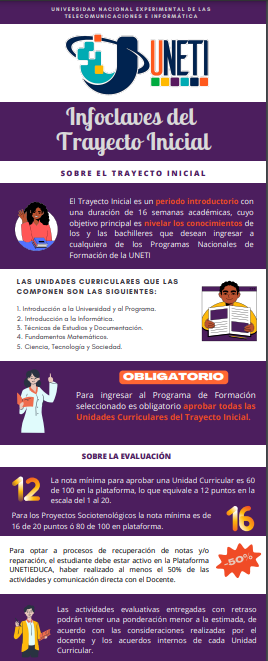 UNIVERSIDAD NACIONAL EXPERIMENTAL DE LAS
TELECOMUNICACIONES E INFORMÁTICA
UNETI
Infoclaves del
Trayecto Inicial
SOBRE EL TRAYECTO INICIAL
El Trayecto Inicial es un periodo introductorio con
una duración de 16 semanas académicas, cuyo
objetivo principal es nivelar los conocimientos de
los y las bachilleres que desean ingresar a
cualquiera de los Programas Nacionales de
Formación de la UNETI
LAS UNIDADES CURRICULARES QUE LAS
COMPONEN SON LAS SIGUIENTES:
1. Introducción a la Universidad y al Programa.
2. Introducción a la Informática.
3. Técnicas de Estudios y Documentación.
4. Fundamentos Matemáticos.
5. Ciencia, Tecnología y Sociedad.
OBLIGATORIO
Para ingresar al Programa de Formación
seleccionado es obligatorio aprobar todas las
Unidades Curriculares del Trayecto Inicial.
SOBRE LA EVALUACIÓN
12
La nota mínima para aprobar una Unidad Curricular es 60
de 100 en la plataforma, lo que equivale a 12 puntos en la
escala del 1 al 20.
Para los Proyectos Sociotenológicos la nota mínima es de
16 de 20 puntos ó 80 de 100 en plataforma.
16
Para optar a procesos de recuperación de notas y/o
reparación, el estudiante debe estar activo en la Plataforma
UNETIEDUCA, haber realizado al menos el 50% de las
actividades y comunicación directa con el Docente.
-50%
Las actividades evaluativas entregadas con retraso
podrán tener una ponderación menor a la estimada, de
acuerdo con las consideraciones realizadas por el
docente y los acuerdos internos de cada Unidad
Curricular.